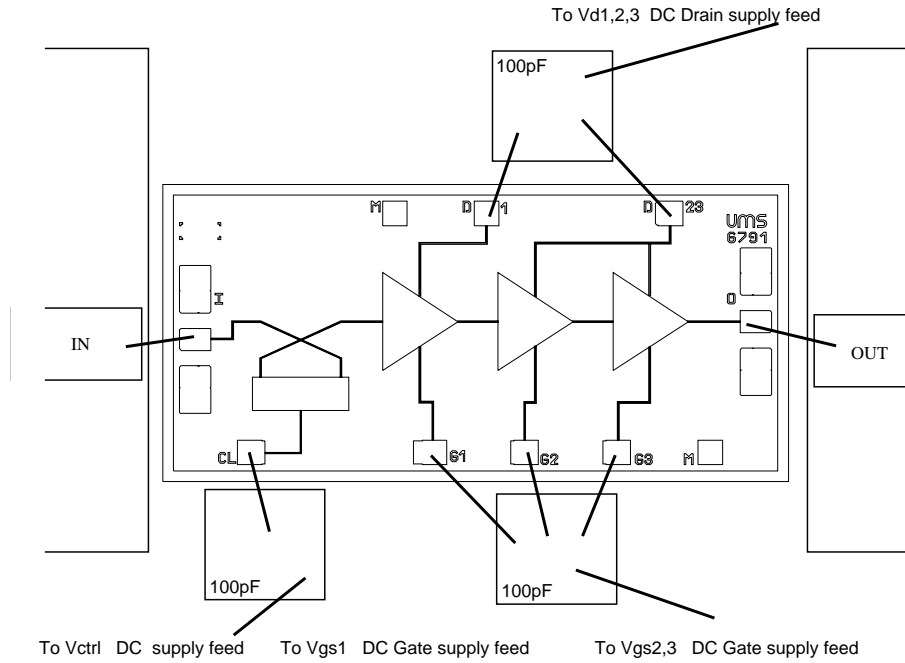 To Vd1,2,3 DC Drain supply feed
100pF
M D 1 D 23
UMS
6791
I O
IN OUT
CL G1 G2 G3 M
100pF 100pF
To Vctrl DC supply feed To Vgs1 DC Gate supply feed To Vgs2,3 DC Gate supply feed